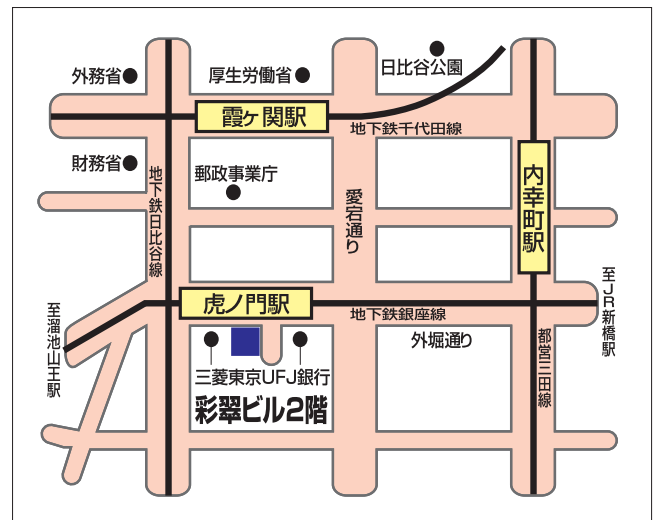 外務省
厚生労働省
日比谷公園
霞ヶ関駅
地下鉄千代田線
財務省
郵政事業庁
地下鉄日比谷線
愛宕通り
内幸町駅
虎ノ門駅
地下鉄銀座線
至JR新橋駅
至溜池山王駅
外堀通り
都営三田線
三菱東京UFJ銀行
彩翠ビル2階